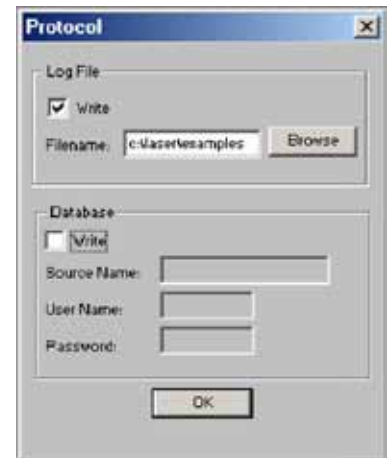 Protocol
Log File
Write
Filename: c:\laser\examples Browse
Database
Write
Source Name:
User Name:
Password:
OK